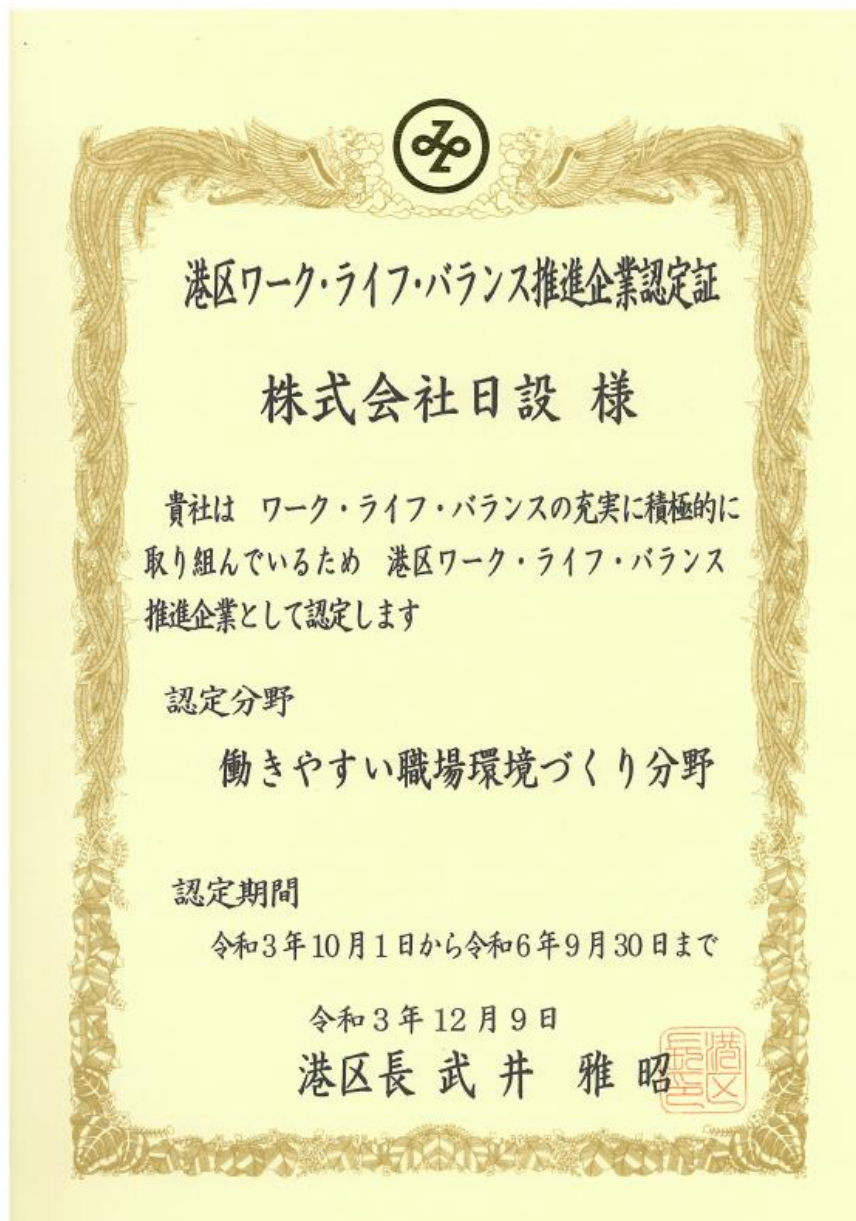 港区ワーク・ライフ・バランス推進企業認定証
株式会社日設 様
貴社は ワーク・ライフ・バランスの充実に積極的に
取り組んでいるため 港区ワーク・ライフ・バランス
推進企業として認定します
認定分野
働きやすい職場環境づくり分野
認定期間
令和3年10月1日から令和6年9月30日まで
令和3年12月9日
港区長 武井 雅昭
港区
長印